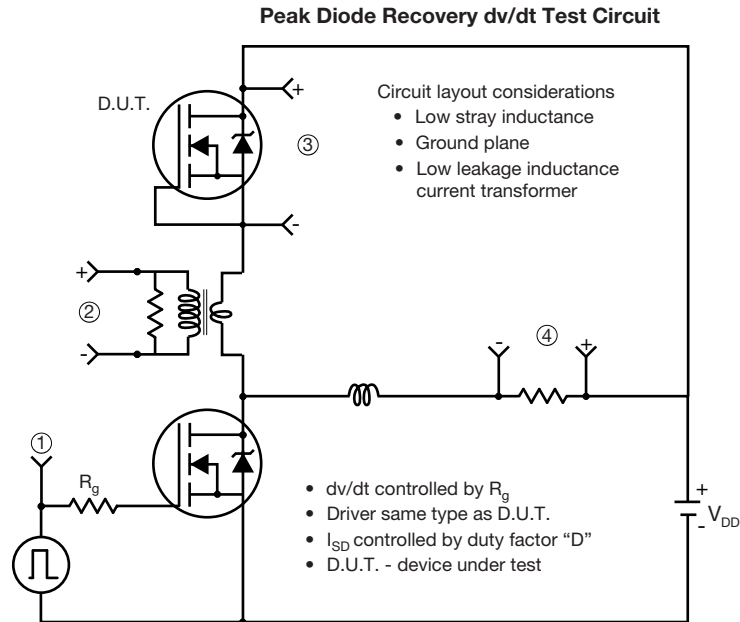 Peak Diode Recovery dv/dt Test Circuit
D.U.T.
+
Circuit layout considerations
• Low stray inductance
• Ground plane
• Low leakage inductance
current transformer
③
-
+
②
-
④
-
+
①
Rg
• dv/dt controlled by Rg
• Driver same type as D.U.T.
• ISD controlled by duty factor “D”
• D.U.T. - device under test
+
VDD
-